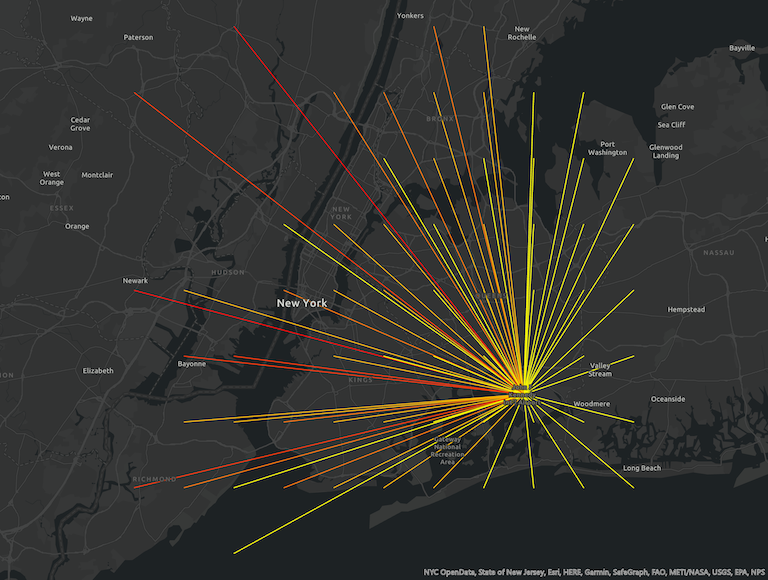 Wayne
Yonkers
Paterson
New
Rochelle
Bayville
Glen Cove
Cedar
Grove
BRONX
Sea Cliff
Verona
Port
Washington
Glenwood
Landing
West
Orange
Montclair
ton
ESSEX
NEW
YORK
Orange
NASSAU
HUDSON
Newark
New York
Hempstead
Bayonne
Elizabeth
Valley
Stream
KINGS
Oceanside
Woodmere
Gateway
National
Recreation
Area
Long Beach
RICHMOND
NYC OpenData, State of New Jersey, Esri, HERE, Garmin, SafeGraph, FAO, METI/NASA, USGS, EPA, NPS